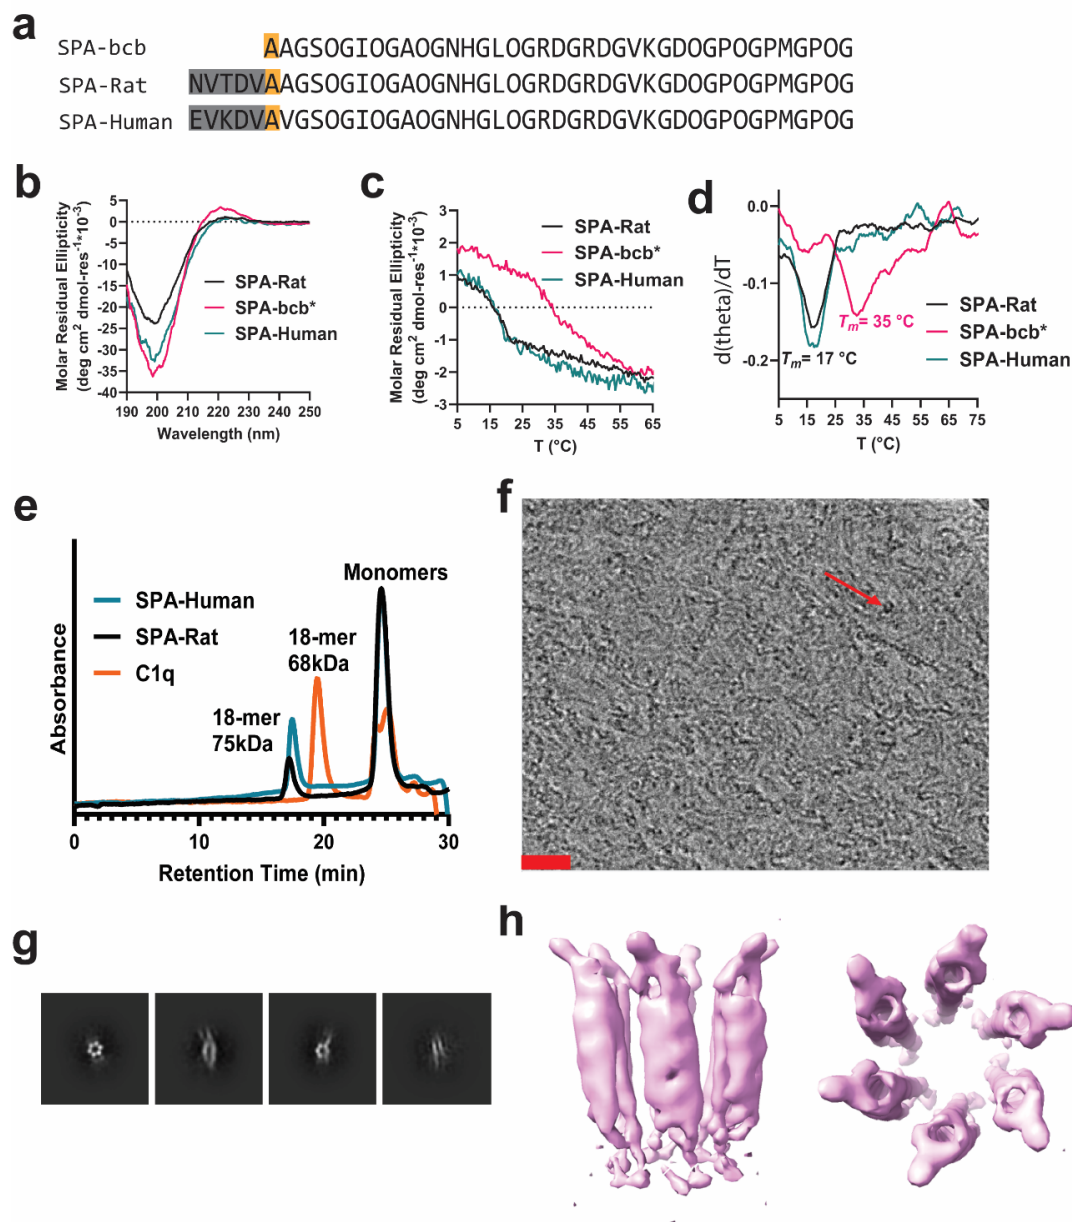 a
SPA-bcb AAGSOGIOGAOGNHGLOGRDGRDGVKGDOGPOGPMGPOG
SPA-Rat NVTDVAAGSOGIOGAOGNHGLOGRDGRDGVKGDOGPOGPMGPOG
SPA-Human EVKDVAVGSOGIOGAOGNHGLOGRDGRDGVKGDOGPOGPMGPOG
b
Molar Residual Ellipticity
(deg cm² dmol-res⁻¹*10⁻³)
5
0
-5
-10
-15
-20
-25
-30
-35
-40
SPA-Rat
SPA-bcb*
SPA-Human
190 200 210 220 230 240 250
Wavelength (nm)
c
Molar Residual Ellipticity
(deg cm² dmol-res⁻¹*10⁻³)
3
2
1
0
-1
-2
-3
SPA-Rat
SPA-bcb*
SPA-Human
5 15 25 35 45 55 65
T (°C)
d
d(theta)/dT
0.0
-0.1
-0.2
Tm= 35 °C
Tm= 17 °C
SPA-Rat
SPA-bcb*
SPA-Human
5 15 25 35 45 55 65 75
T (°C)
e
Absorbance
SPA-Human
SPA-Rat
C1q
Monomers
18-mer
68kDa
18-mer
75kDa
0 10 20 30
Retention Time (min)
f
g
h